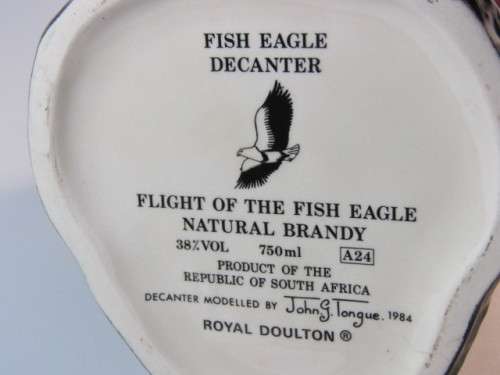 FISH EAGLE
DECANTER
FLIGHT OF THE FISH EAGLE
NATURAL BRANDY
38% VOL 750ml A24
PRODUCT OF THE
REPUBLIC OF SOUTH AFRICA
DECANTER MODELLED BY John G. Tongue. 1984
ROYAL DOULTON ®